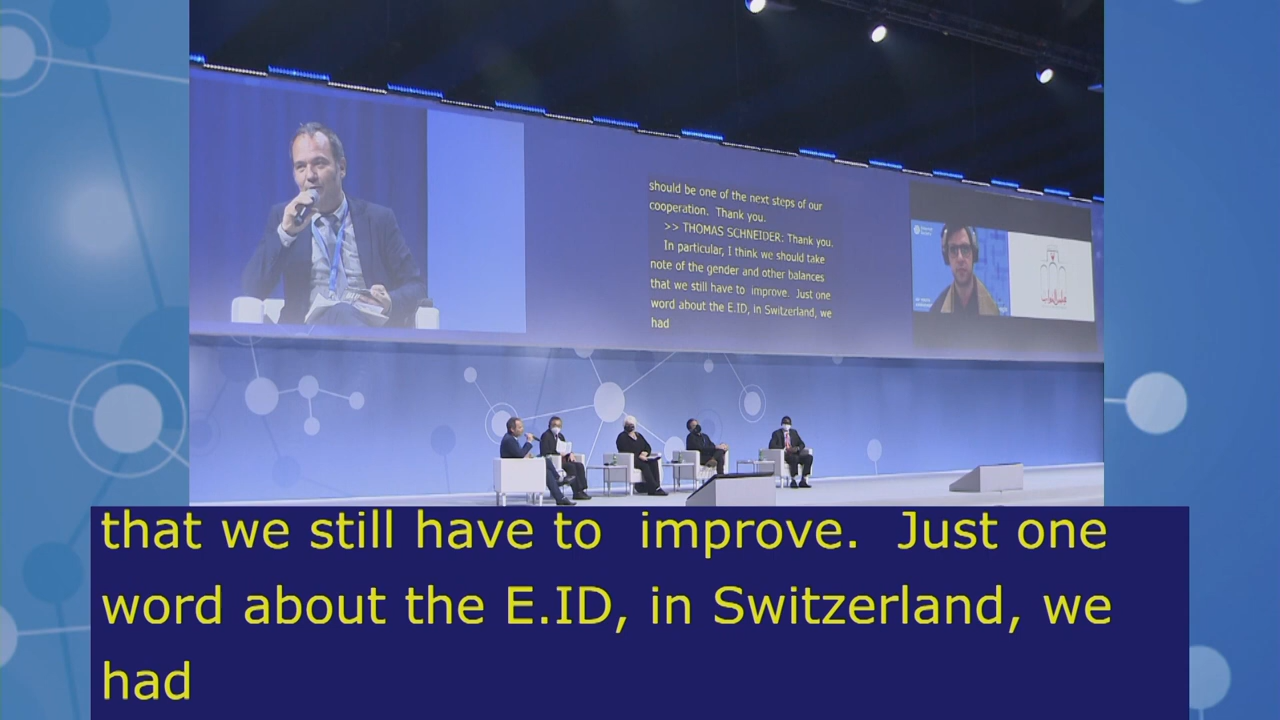 should be one of the next steps of our
cooperation. Thank you.
>> THOMAS SCHNEIDER: Thank you.
In particular, I think we should take
note of the gender and other balances
that we still have to improve. Just one
word about the E.ID, in Switzerland, we
had
that we still have to improve. Just one
word about the E.ID, in Switzerland, we
had